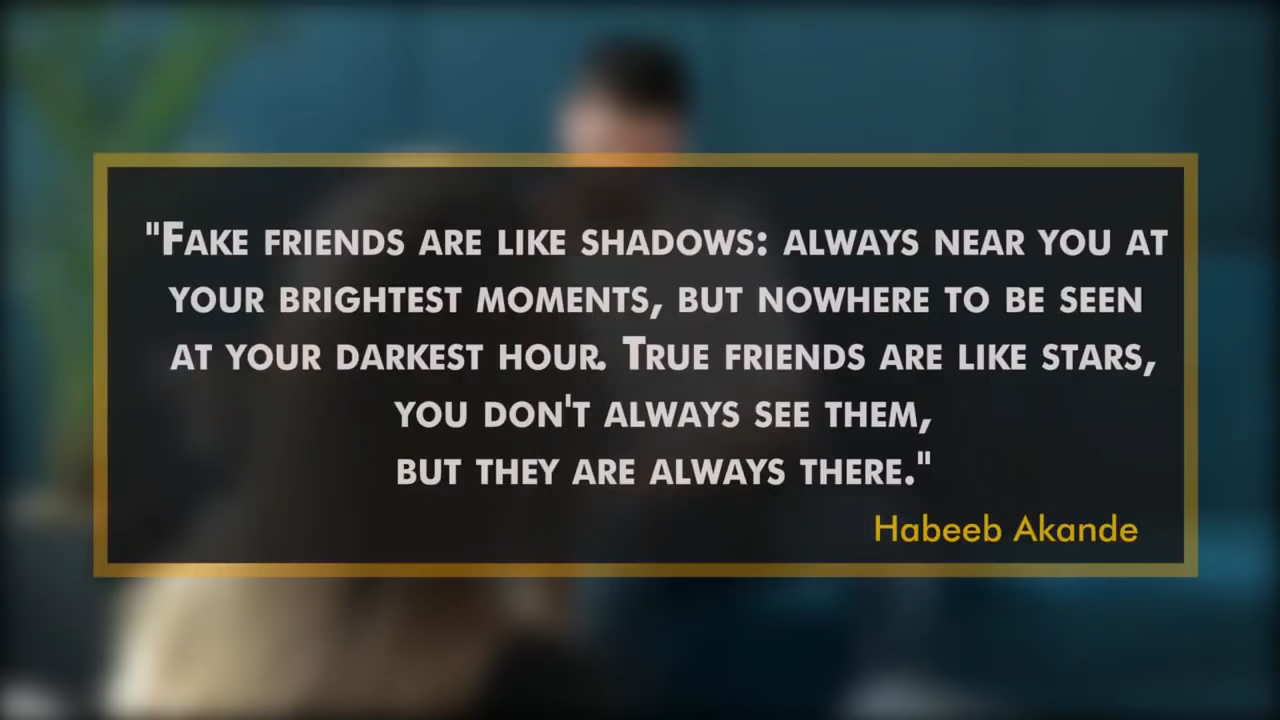 "Fake friends are like shadows: always near you at
your brightest moments, but nowhere to be seen
at your darkest hour. True friends are like stars,
you don't always see them,
but they are always there."
Habeeb Akande